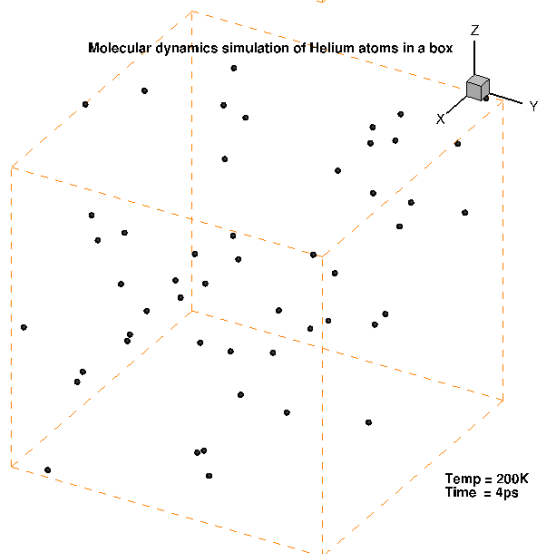 Molecular dynamics simulation of Helium atoms in a box
Z
Y
X
Temp = 200K
Time = 4ps